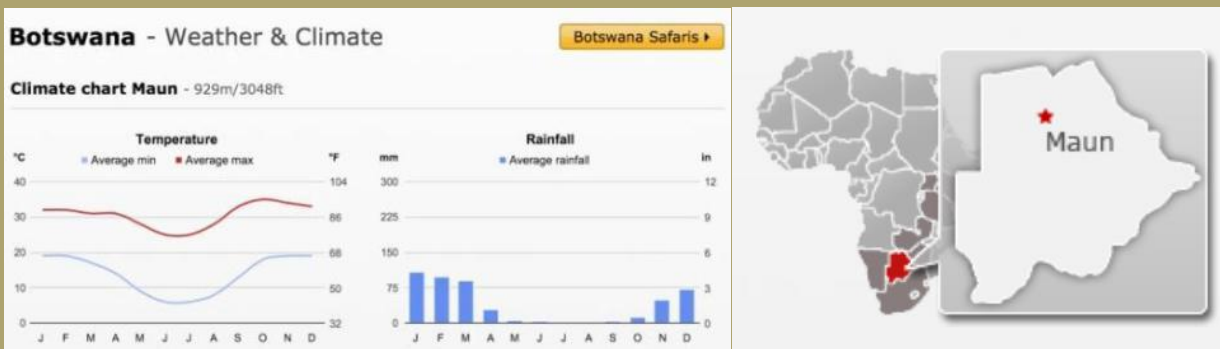 Botswana - Weather & Climate
Botswana Safaris
Climate chart Maun - 929m/3048ft
Temperature
°C Average min Average max °F
40 104
30 86
20 68
10 50
0 32
J F M A M J J A S O N D
Rainfall
mm Average rainfall in
300 12
225 9
150 6
75 3
0 0
J F M A M J J A S O N D
Maun